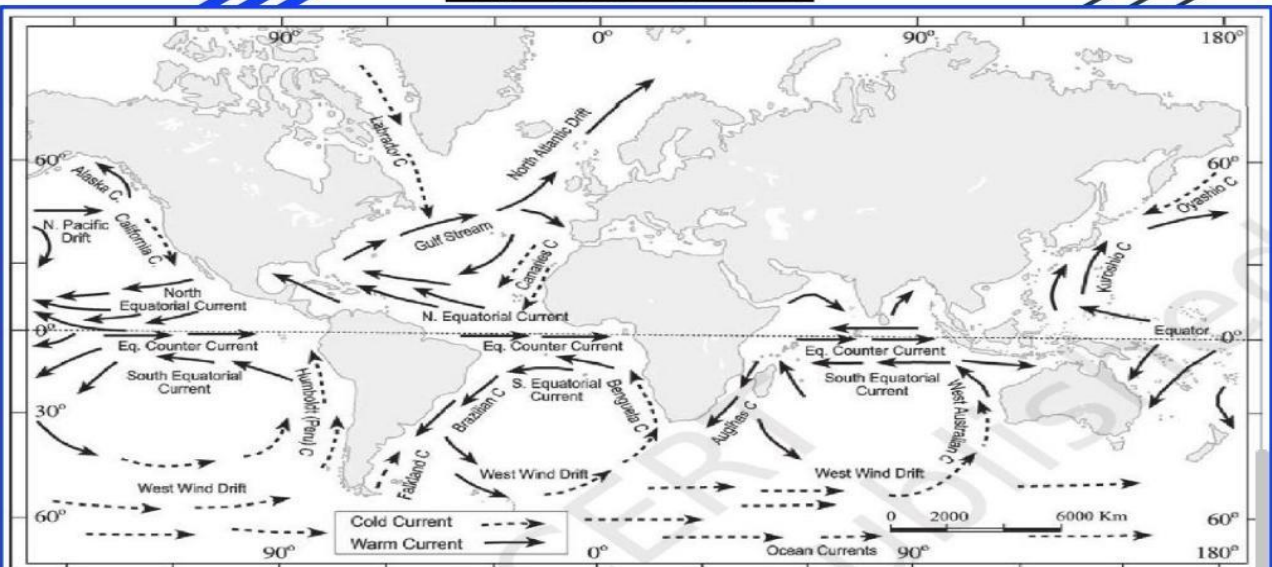 90°
0°
90°
180°
Labrador C
North Atlantic Drift
60°
60°
Alaska C.
Oyashio C
N. Pacific
Drift
California C.
Gulf Stream
Canaries C
Kuroshio C
North
Equatorial Current
N. Equatorial Current
Equator
0°
0°
Eq. Counter Current
Eq. Counter Current
Eq. Counter Current
South Equatorial
Current
S. Equatorial
Current
South Equatorial
Current
Humboldt (Peru) C
Brazilian C
Benguela C
Auglhes C
West Australian C
30°
30°
Falkland C
West Wind Drift
West Wind Drift
West Wind Drift
60°
60°
Cold Current
Warm Current
0 2000 6000 Km
Ocean Currents
90°
0°
90°
180°